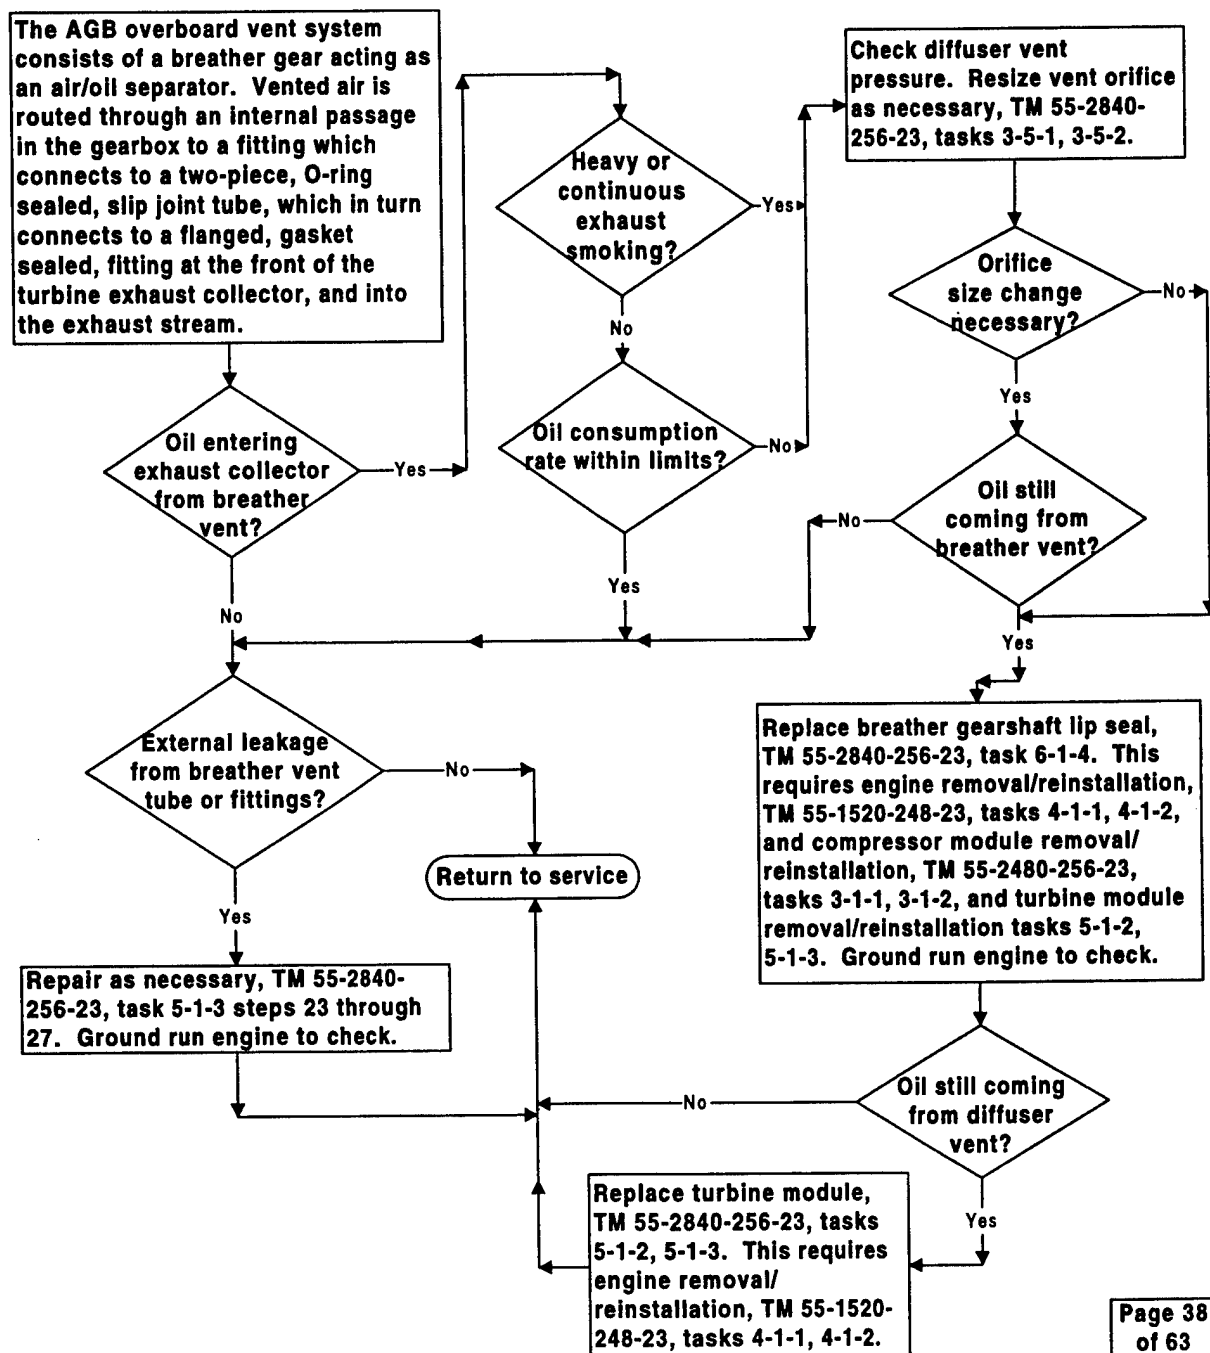 The AGB overboard vent system
consists of a breather gear acting as
an air/oil separator. Vented air is
routed through an internal passage
in the gearbox to a fitting which
connects to a two-piece, O-ring
sealed, slip joint tube, which in turn
connects to a flanged, gasket
sealed, fitting at the front of the
turbine exhaust collector, and into
the exhaust stream.
Oil entering
exhaust collector
from breather
vent?
Yes
No
Heavy or
continuous
exhaust
smoking?
Yes
No
Oil consumption
rate within limits?
No
Yes
Check diffuser vent
pressure. Resize vent orifice
as necessary, TM 55-2840-
256-23, tasks 3-5-1, 3-5-2.
Orifice
size change
necessary?
No
Yes
Oil still
coming from
breather vent?
No
Yes
External leakage
from breather vent
tube or fittings?
No
Yes
Return to service
Repair as necessary, TM 55-2840-
256-23, task 5-1-3 steps 23 through
27. Ground run engine to check.
Replace breather gearshaft lip seal,
TM 55-2840-256-23, task 6-1-4. This
requires engine removal/reinstallation,
TM 55-1520-248-23, tasks 4-1-1, 4-1-2,
and compressor module removal/
reinstallation, TM 55-2480-256-23,
tasks 3-1-1, 3-1-2, and turbine module
removal/reinstallation tasks 5-1-2,
5-1-3. Ground run engine to check.
Oil still coming
from diffuser
vent?
No
Yes
Replace turbine module,
TM 55-2840-256-23, tasks
5-1-2, 5-1-3. This requires
engine removal/
reinstallation, TM 55-1520-
248-23, tasks 4-1-1, 4-1-2.
Page 38
of 63